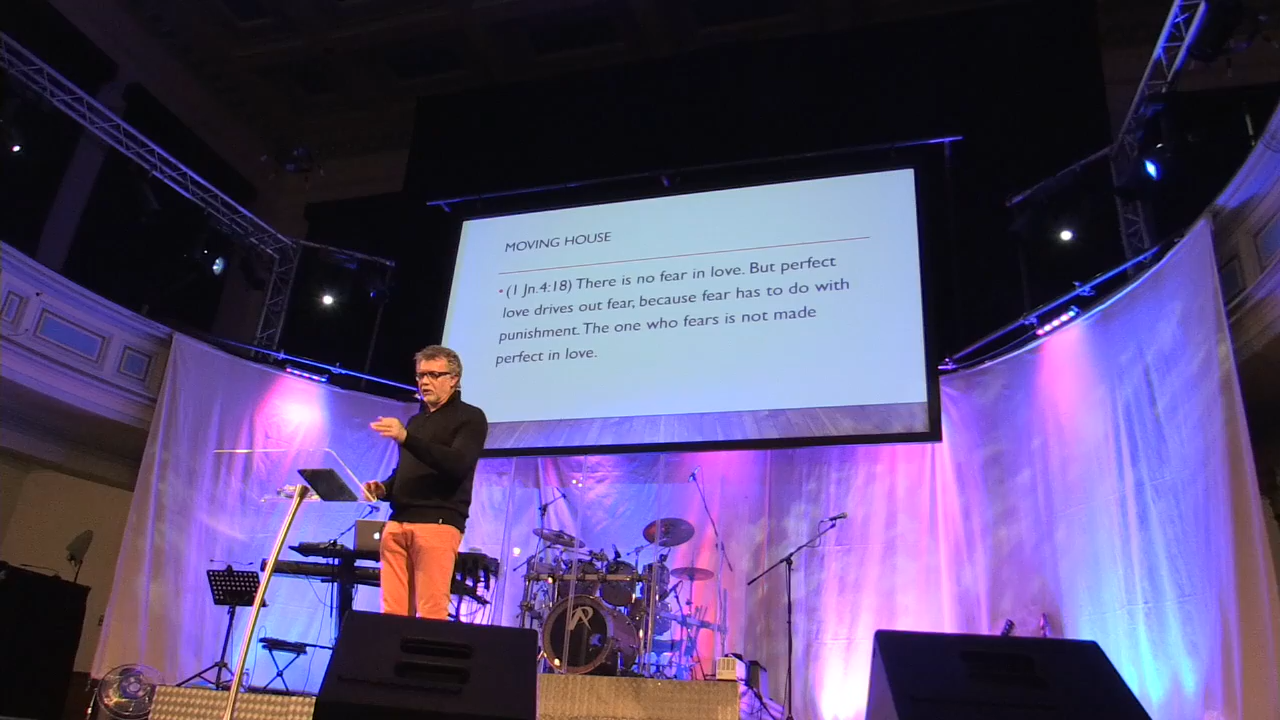 MOVING HOUSE
• (1 Jn.4:18) There is no fear in love. But perfect
love drives out fear, because fear has to do with
punishment. The one who fears is not made
perfect in love.